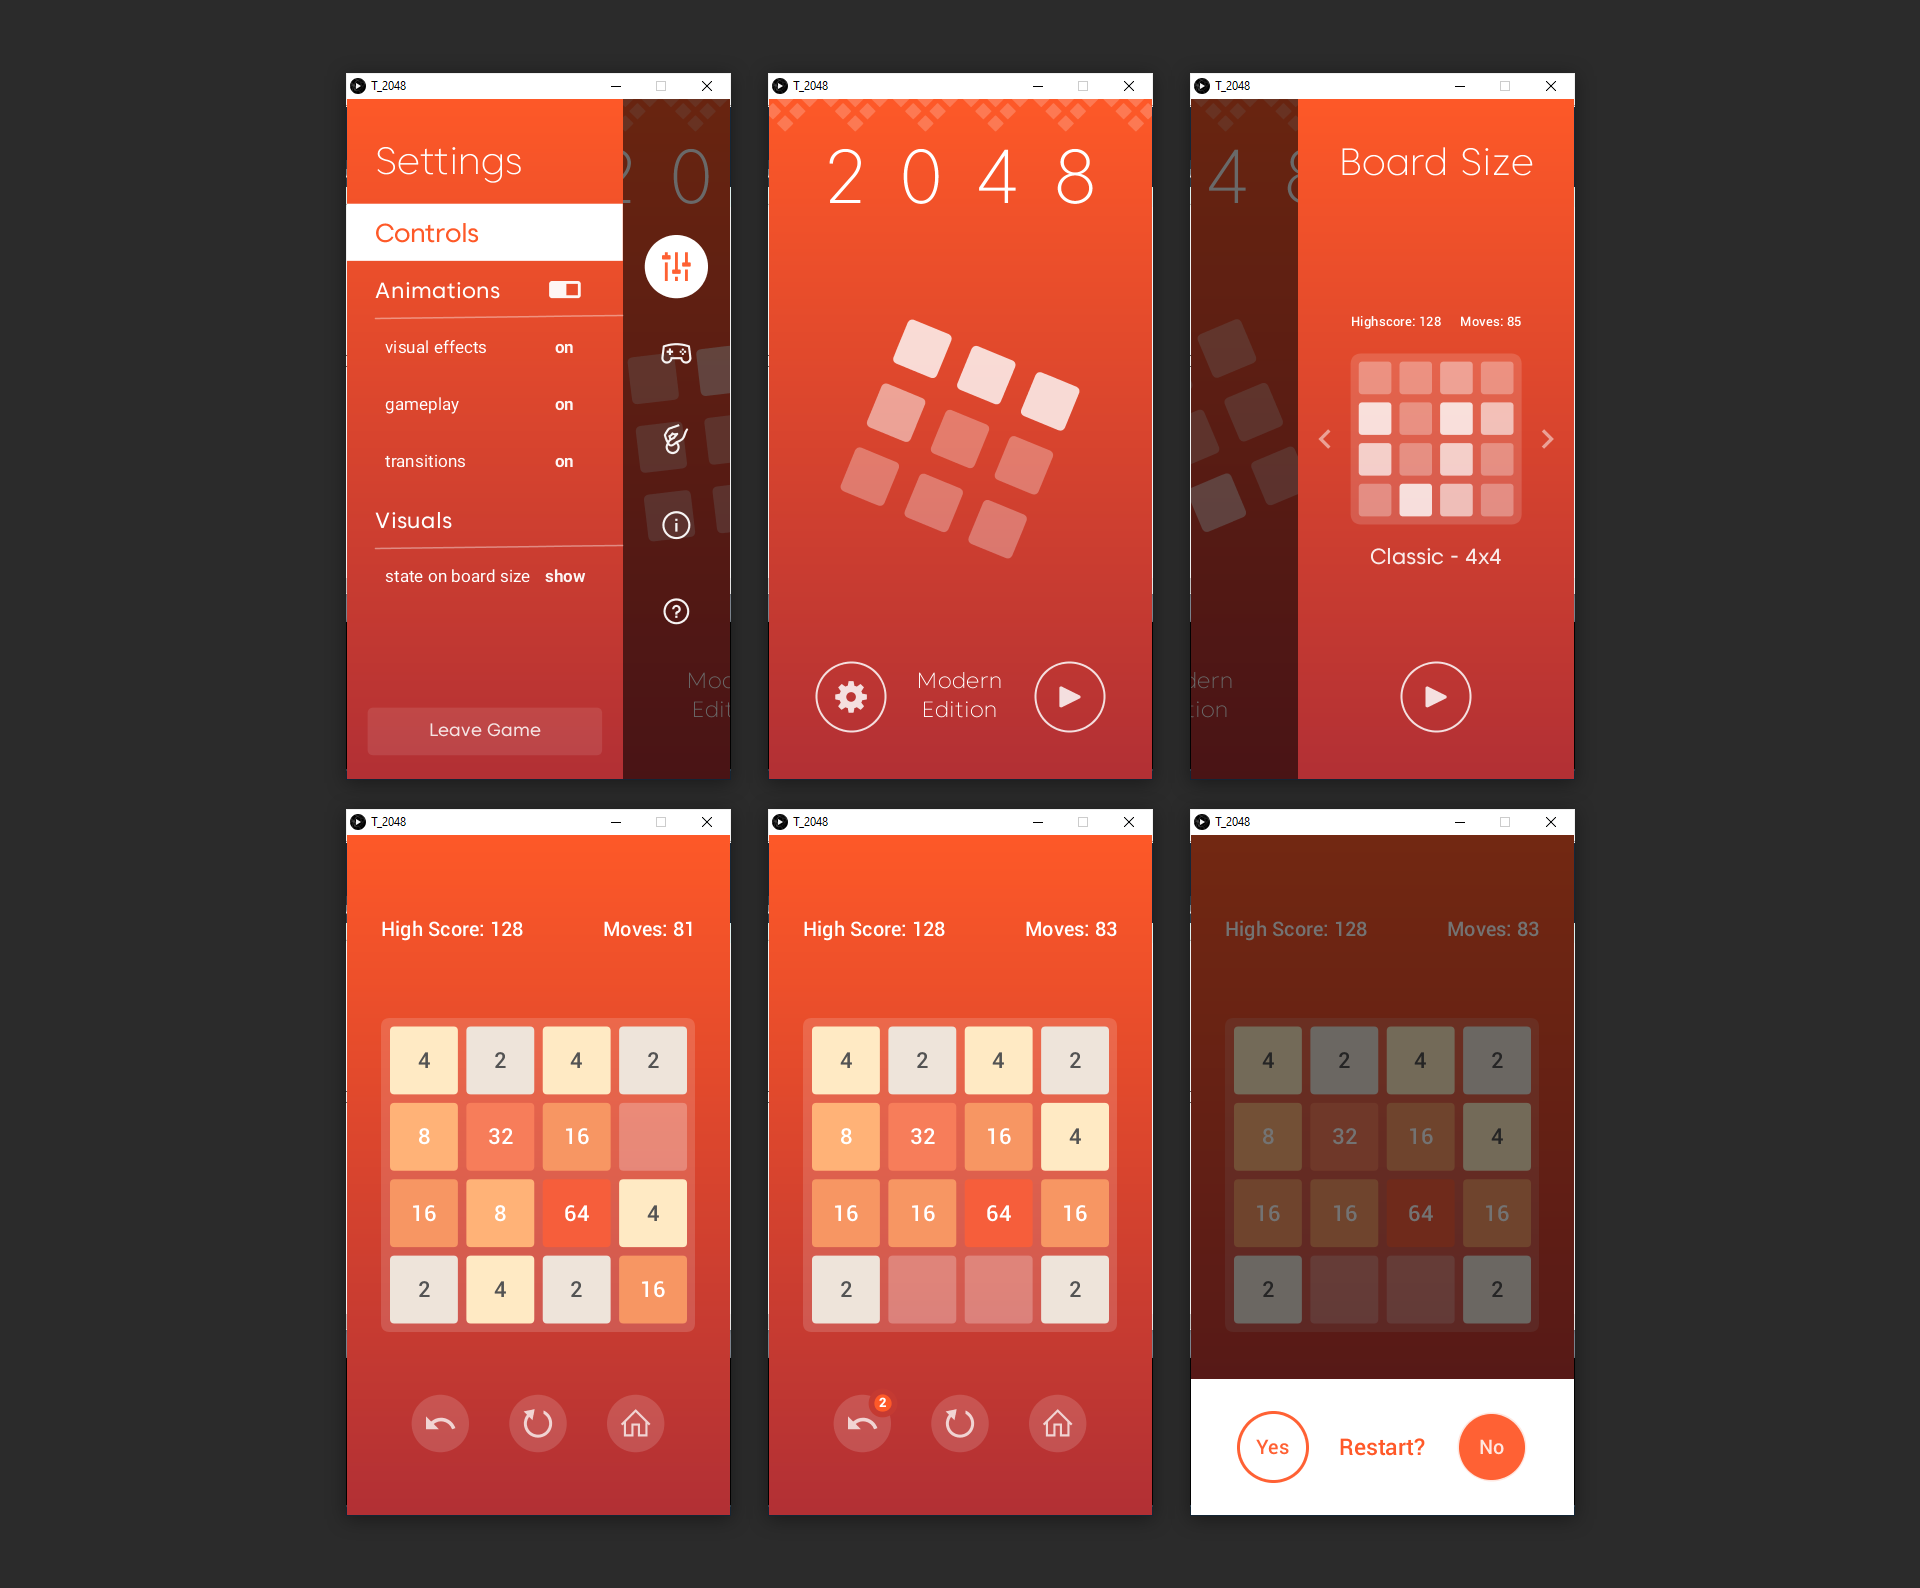 T_2048
Settings
Controls
Animations
visual effects on
gameplay on
transitions on
Visuals
state on board size show
Leave Game
2 0
i
?
Moc
Edit
T_2048
2 0 4 8
Modern
Edition
T_2048
4 8
dern
tion
Board Size
Highscore: 128 Moves: 85
Classic - 4x4
T_2048
High Score: 128 Moves: 81
4 2 4 2
8 32 16
16 8 64 4
2 4 2 16
T_2048
High Score: 128 Moves: 83
4 2 4 2
8 32 16 4
16 16 64 16
2 2
2
T_2048
High Score: 128 Moves: 83
4 2 4 2
8 32 16 4
16 16 64 16
2 2
Yes Restart? No